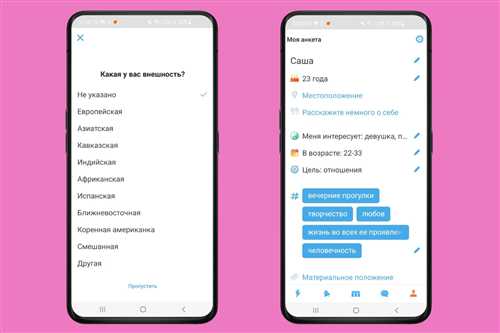 Какая у вас внешность?
Не указано
Европейская
Азиатская
Кавказская
Индийская
Африканская
Испанская
Ближневосточная
Коренная американка
Смешанная
Другая
Пропустить
Моя анкета
Саша
23 года
Местоположение
Расскажите немного о себе
Меня интересует: девушка, п...
В возрасте: 22-33
Цель: отношения
#
вечерние прогулки
творчество
любов
жизнь во всех ее проявлен
человечность
Материальное положение